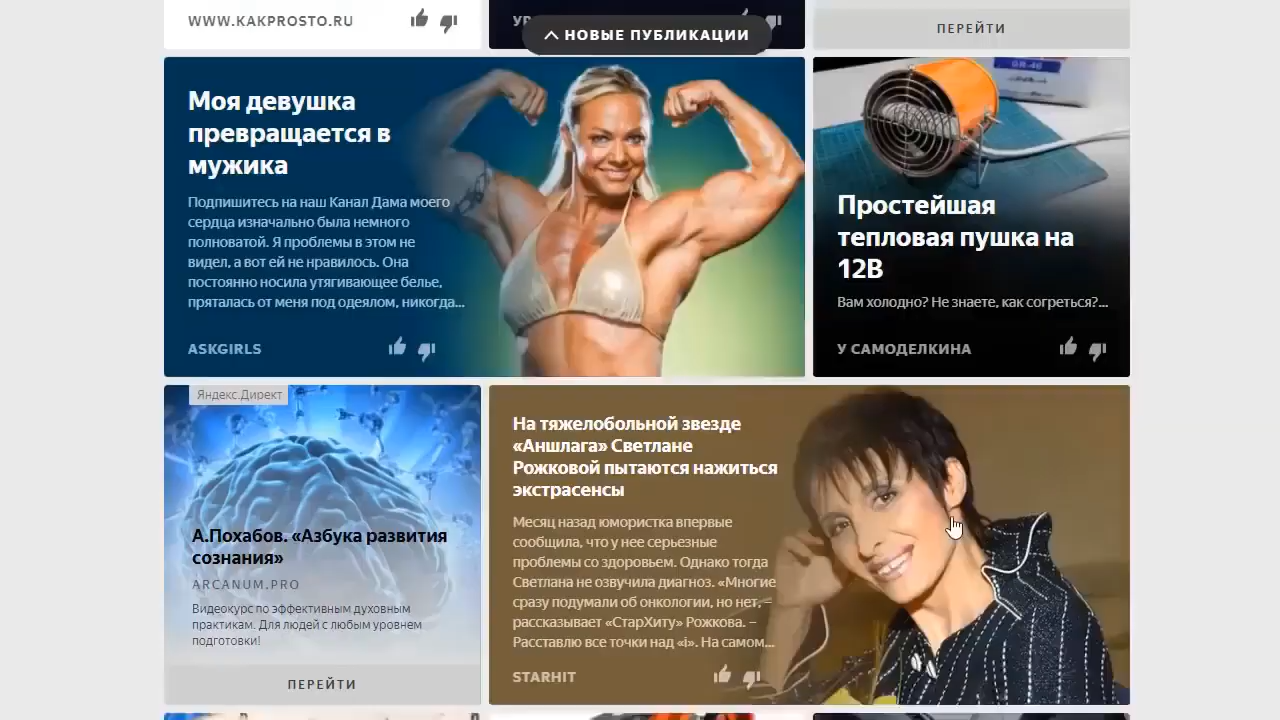 WWW.KAKPROSTO.RU
НОВЫЕ ПУБЛИКАЦИИ
ПЕРЕЙТИ
Моя девушка
превращается в
мужика
Подпишитесь на наш Канал Дама моего
сердца изначально была немного
полноватой. Я проблемы в этом не
видел, а вот ей не нравилось. Она
постоянно носила утягивающее белье,
пряталась от меня под одеялом, никогда...
ASKGIRLS
GR-46
Простейшая
тепловая пушка на
12В
Вам холодно? Не знаете, как согреться?...
У САМОДЕЛКИНА
Яндекс.Директ
А.Похабов. «Азбука развития
сознания»
ARCANUM.PRO
Видеокурс по эффективным духовным
практикам. Для людей с любым уровнем
подготовки!
ПЕРЕЙТИ
На тяжелобольной звезде
«Аншлага» Светлане
Рожковой пытаются нажиться
экстрасенсы
Месяц назад юмористка впервые
сообщила, что у нее серьезные
проблемы со здоровьем. Однако тогда
Светлана не озвучила диагноз. «Многие
сразу подумали об онкологии, но нет, –
рассказывает «СтарХиту» Рожкова. –
Расставлю все точки над «i». На самом...
STARHIT